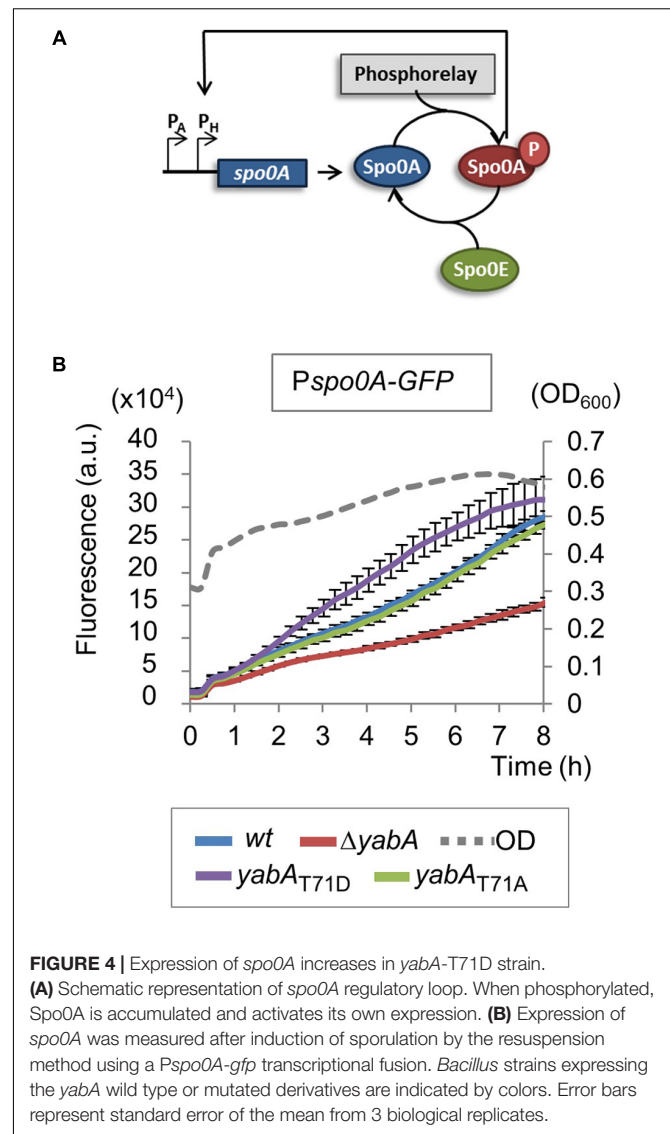 A
Phosphorelay
P_A P_H
spo0A
Spo0A
Spo0A
P
Spo0E
B
Pspo0A-GFP
(x10⁴)
(OD₆₀₀)
Fluorescence (a.u.)
40
35
30
25
20
15
10
5
0
0.7
0.6
0.5
0.4
0.3
0.2
0.1
0
0 1 2 3 4 5 6 7 8
Time (h)
wt ΔyabA OD
yabA_T71D yabA_T71A
FIGURE 4 | Expression of spo0A increases in yabA-T71D strain.
(A) Schematic representation of spo0A regulatory loop. When phosphorylated,
Spo0A is accumulated and activates its own expression. (B) Expression of
spo0A was measured after induction of sporulation by the resuspension
method using a Pspo0A-gfp transcriptional fusion. Bacillus strains expressing
the yabA wild type or mutated derivatives are indicated by colors. Error bars
represent standard error of the mean from 3 biological replicates.